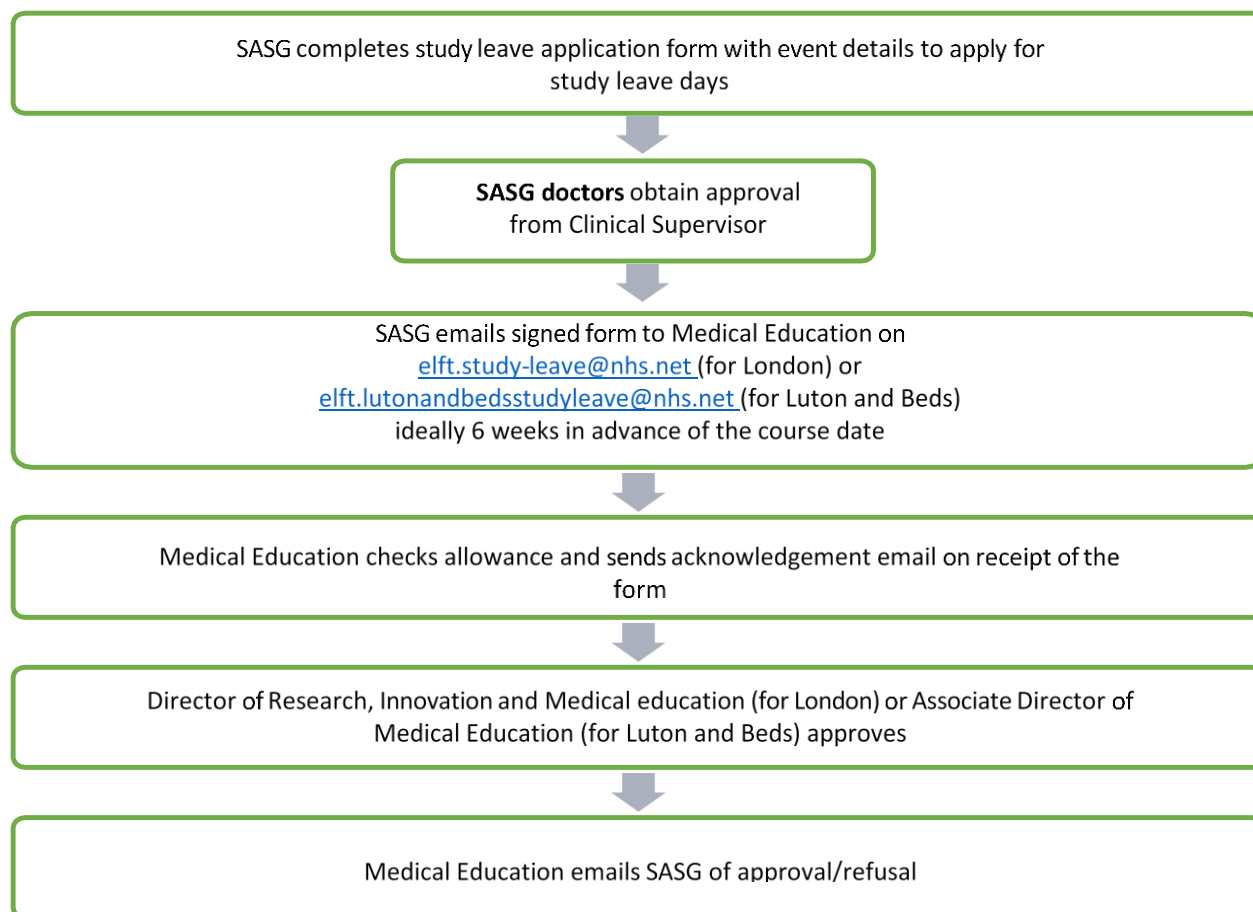 SASG completes study leave application form with event details to apply for
study leave days
SASG doctors obtain approval
from Clinical Supervisor
SASG emails signed form to Medical Education on
elft.study-leave@nhs.net (for London) or
elft.lutonandbedsstudyleave@nhs.net (for Luton and Beds)
ideally 6 weeks in advance of the course date
Medical Education checks allowance and sends acknowledgement email on receipt of the
form
Director of Research, Innovation and Medical education (for London) or Associate Director of
Medical Education (for Luton and Beds) approves
Medical Education emails SASG of approval/refusal